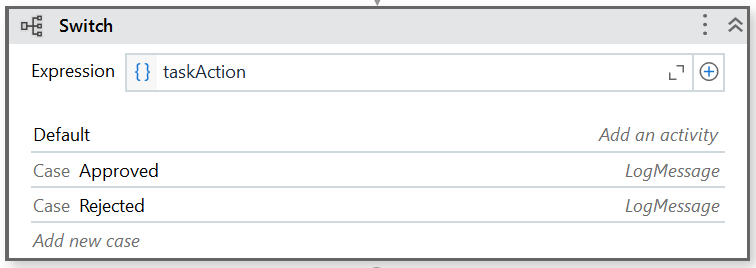 Switch
Expression {} taskAction
Default Add an activity
Case Approved LogMessage
Case Rejected LogMessage
Add new case